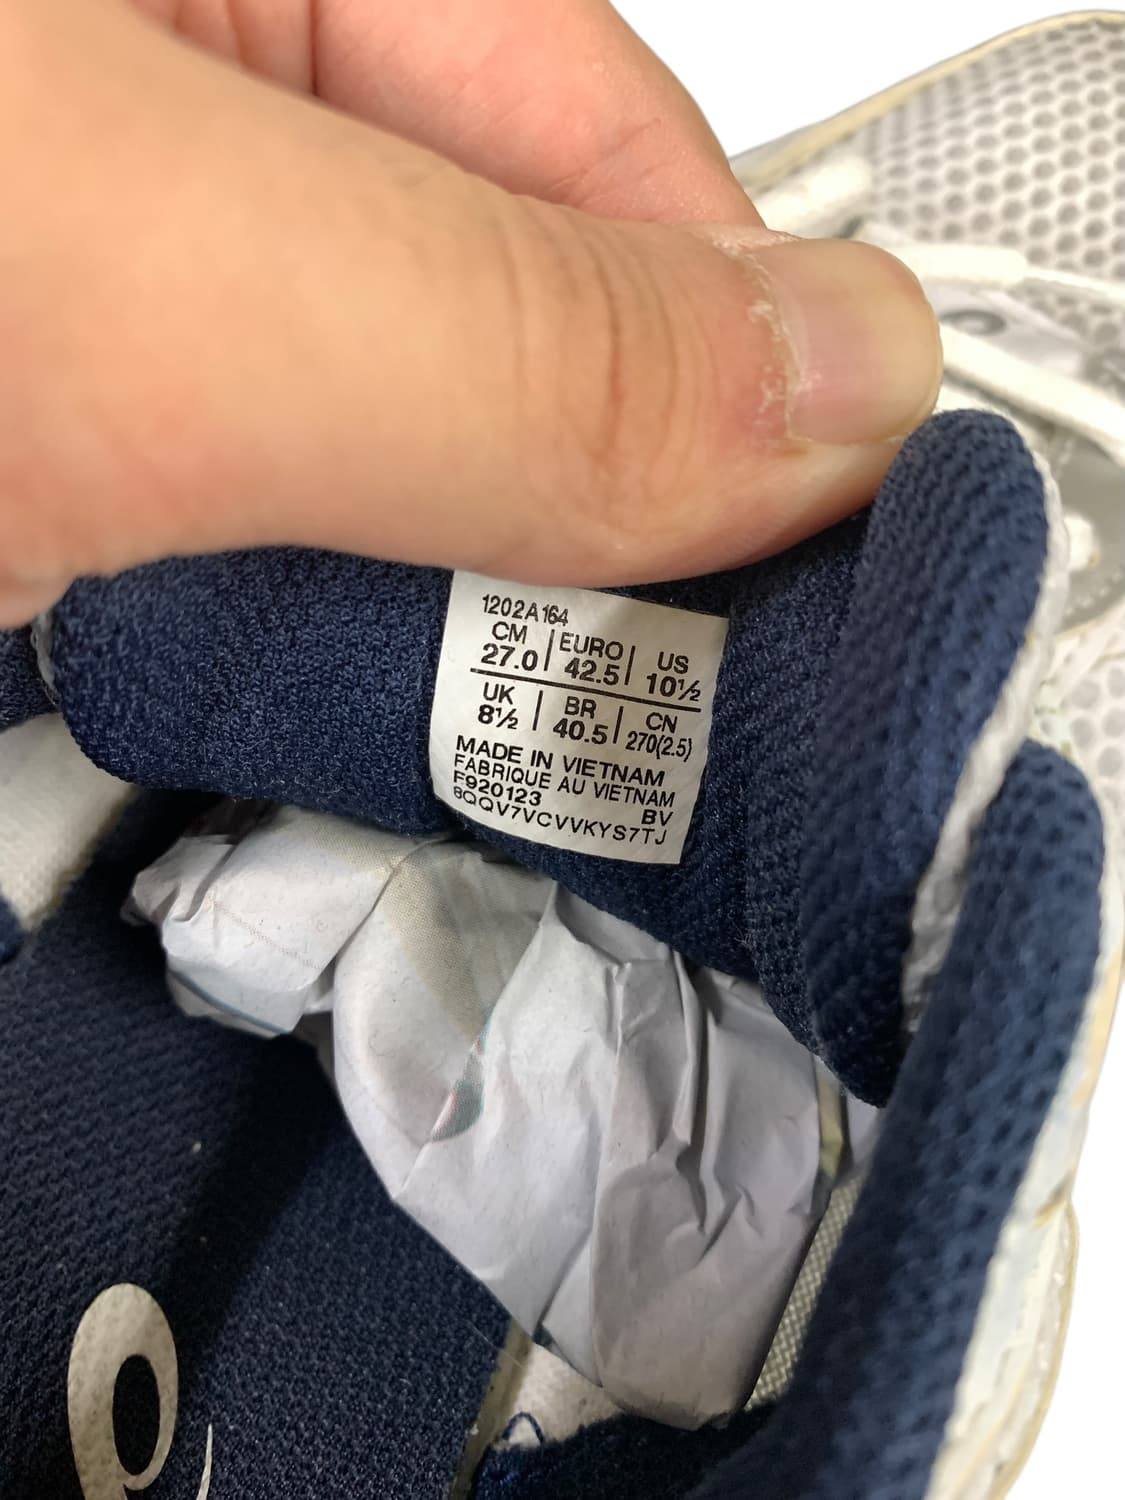 1202A164
CM | EURO | US
27.0 | 42.5 | 10½
UK | BR | CN
8½ | 40.5 | 270(2.5)
MADE IN VIETNAM
FABRIQUE AU VIETNAM
F920123 BV
8QQV7VCVVKYS7TJ